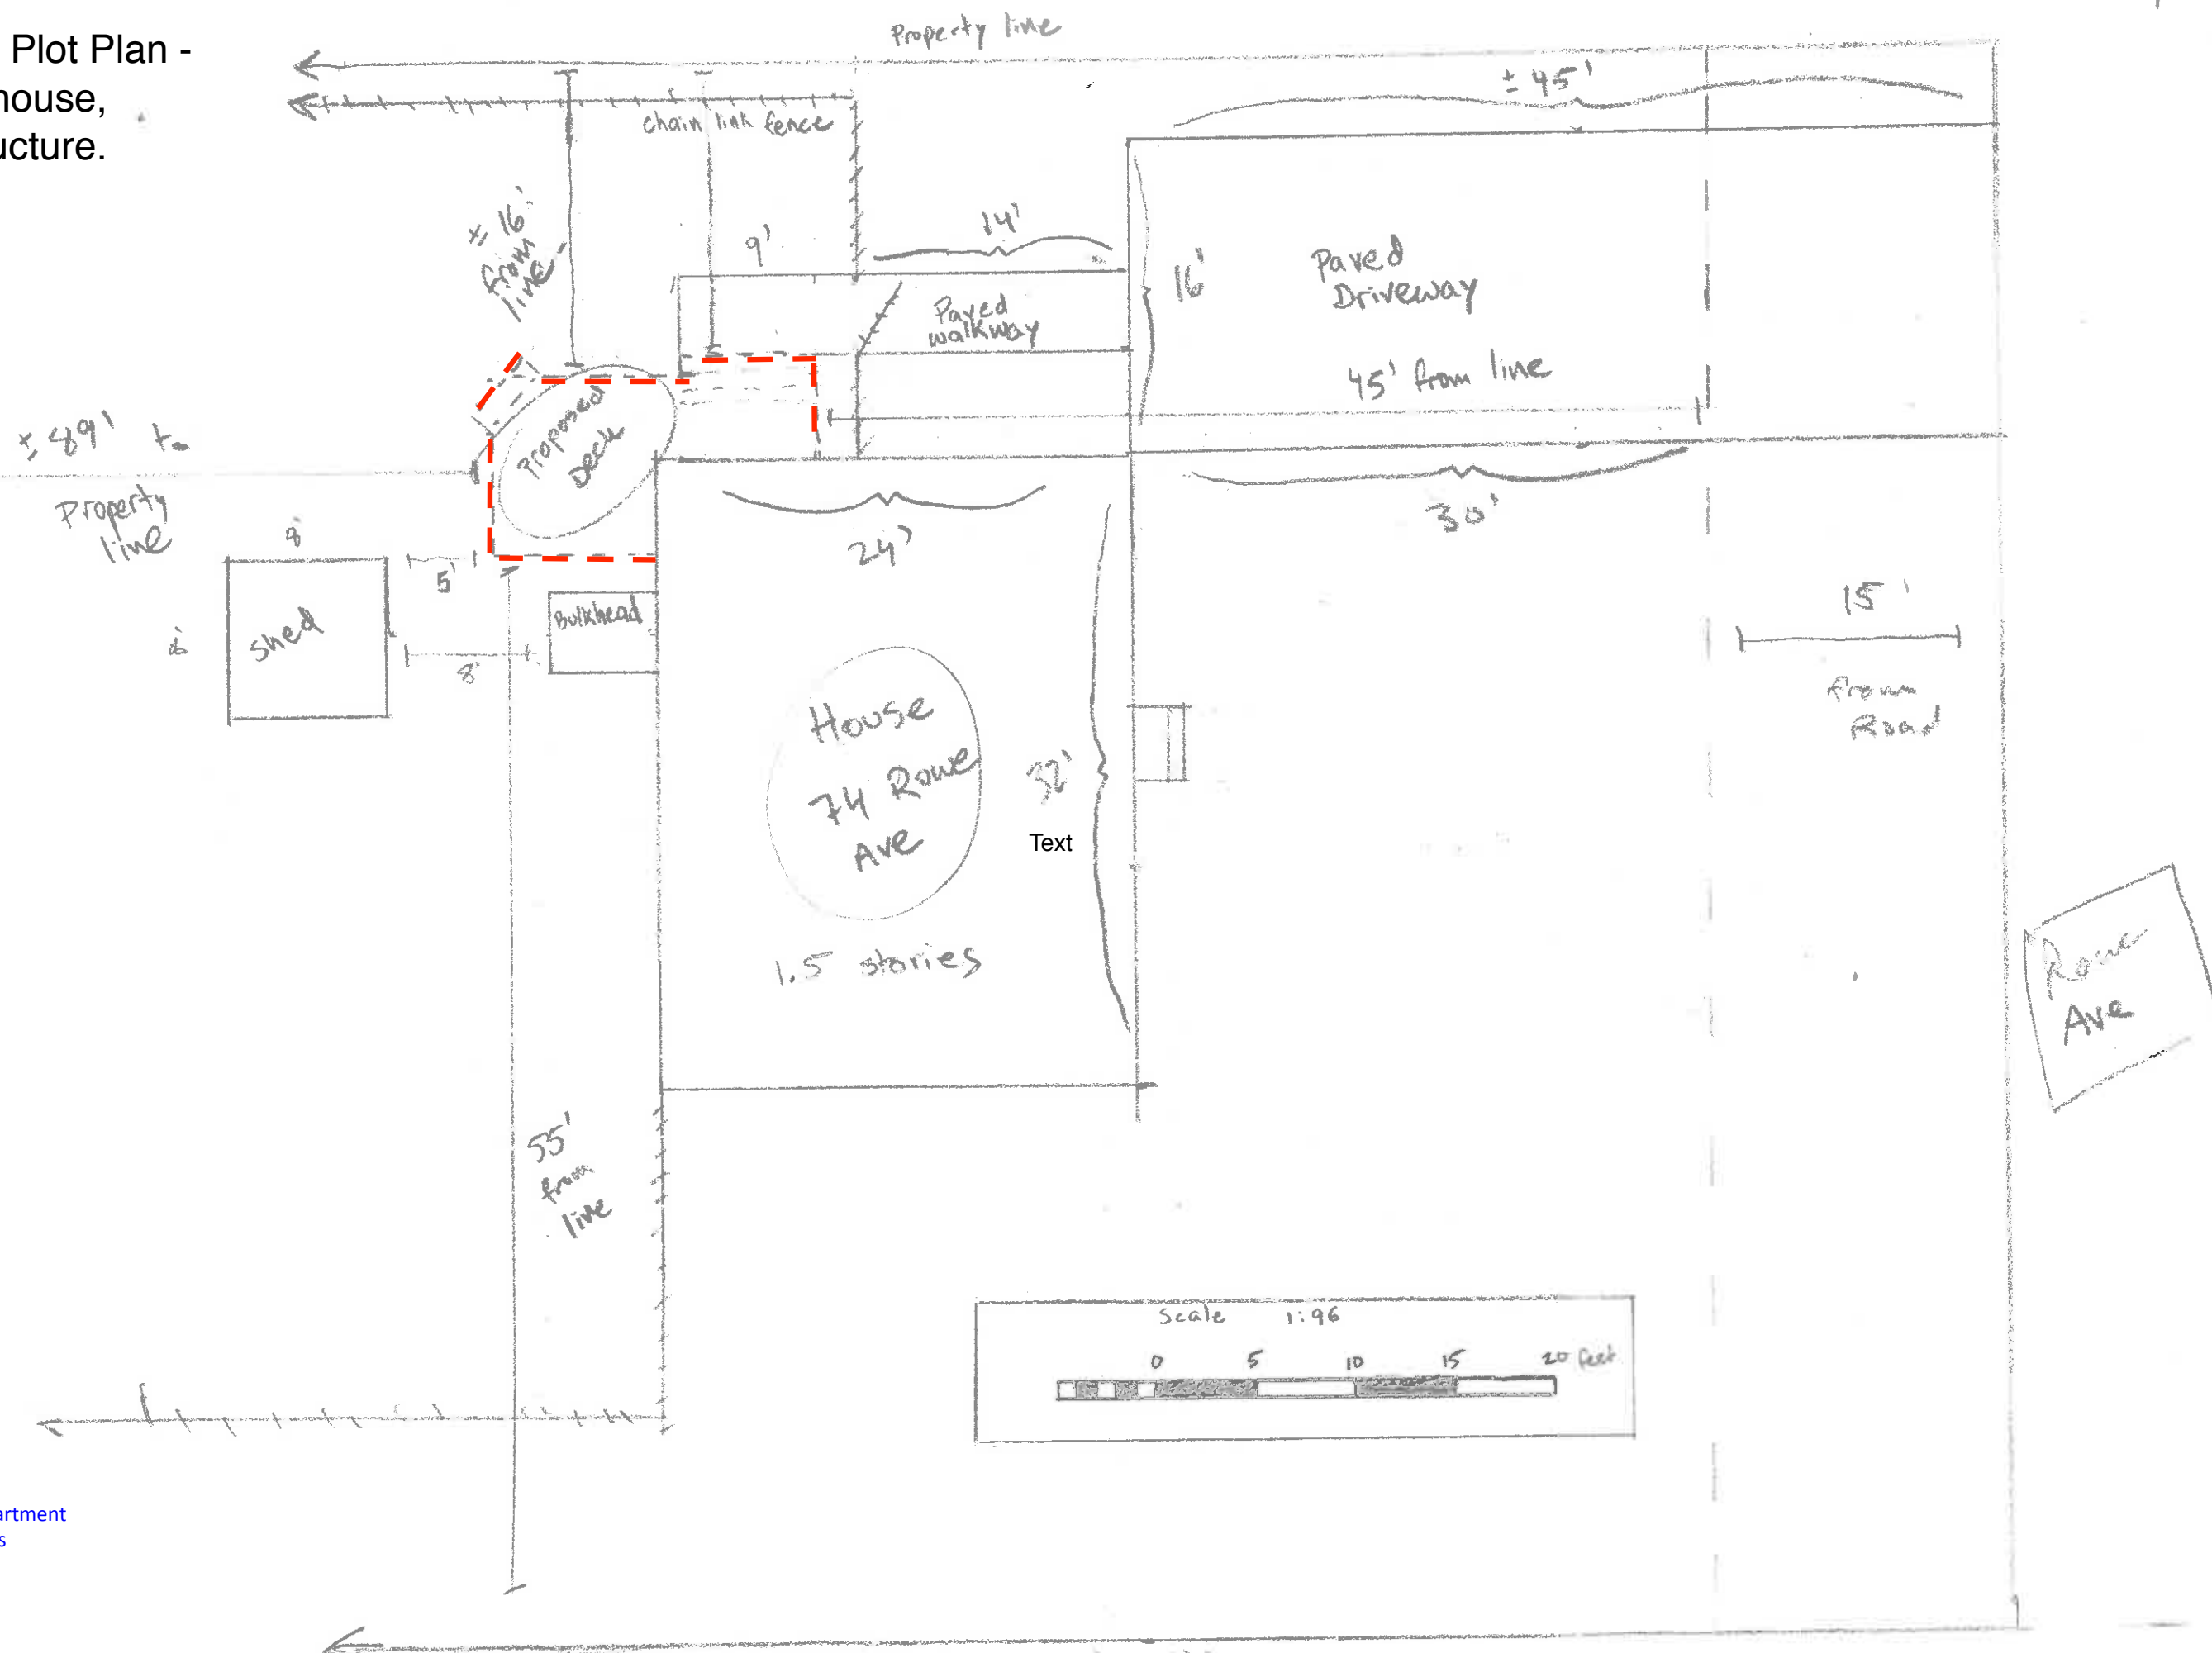 Plot Plan -
house,
ucture.
Property line
± 45'
chain link fence
± 16'
from
line
9'
14'
16'
Paved
Driveway
Paved
walkway
45' from line
Proposed
Deck
± 89' to
Property
line
24'
30'
8'
5'
Shed
Bulkhead
8'
15'
from
Road
House
74 Rowe
Ave
32'
Text
1.5 stories
Rowe
Ave
55'
from
line
Scale 1:96
0 5 10 15 20 feet
artment
s